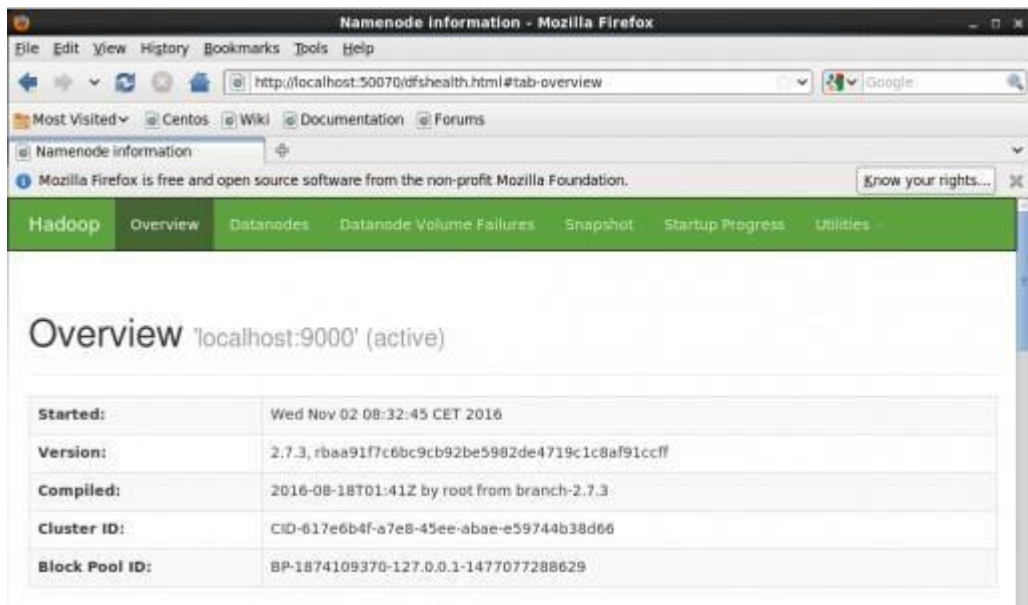 Namenode information - Mozilla Firefox
File Edit View History Bookmarks Tools Help
http://localhost:50070/dfshealth.html#tab-overview
Google
Most Visited Centos Wiki Documentation Forums
Namenode information
Mozilla Firefox is free and open source software from the non-profit Mozilla Foundation.
Know your rights...
Hadoop Overview Datanodes Datanode Volume Failures Snapshot Startup Progress Utilities
Overview 'localhost:9000' (active)
Started: Wed Nov 02 08:32:45 CET 2016
Version: 2.7.3, rbaa91f7c6bc9cb92be5982de4719c1c8af91ccff
Compiled: 2016-08-18T01:41Z by root from branch-2.7.3
Cluster ID: CID-617e6b4f-a7e8-45ee-abae-e59744b38d66
Block Pool ID: BP-1874109370-127.0.0.1-1477077288629